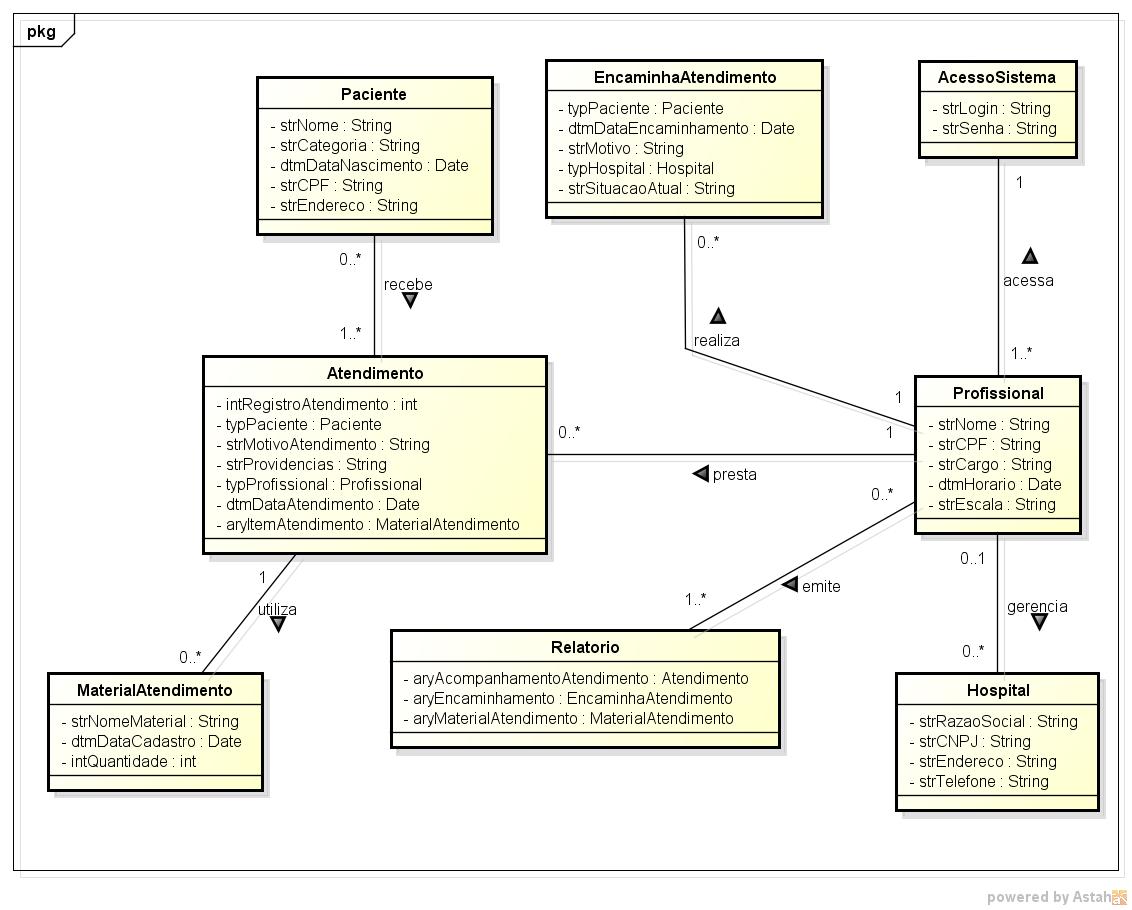 pkg
Paciente
- strNome : String
- strCategoria : String
- dtmDataNascimento : Date
- strCPF : String
- strEndereco : String
EncaminhaAtendimento
- typPaciente : Paciente
- dtmDataEncaminhamento : Date
- strMotivo : String
- typHospital : Hospital
- strSituacaoAtual : String
AcessoSistema
- strLogin : String
- strSenha : String
0..*
recebe
1..*
0..*
realiza
1
1
acessa
1..*
Atendimento
- intRegistroAtendimento : int
- typPaciente : Paciente
- strMotivoAtendimento : String
- strProvidencias : String
- typProfissional : Profissional
- dtmDataAtendimento : Date
- aryItemAtendimento : MaterialAtendimento
0..*
1
presta
Profissional
- strNome : String
- strCPF : String
- strCargo : String
- dtmHorario : Date
- strEscala : String
0..*
emite
1..*
1
utiliza
0..*
0..1
gerencia
0..*
MaterialAtendimento
- strNomeMaterial : String
- dtmDataCadastro : Date
- intQuantidade : int
Relatorio
- aryAcompanhamentoAtendimento : Atendimento
- aryEncaminhamento : EncaminhaAtendimento
- aryMaterialAtendimento : MaterialAtendimento
Hospital
- strRazaoSocial : String
- strCNPJ : String
- strEndereco : String
- strTelefone : String
powered by Astah